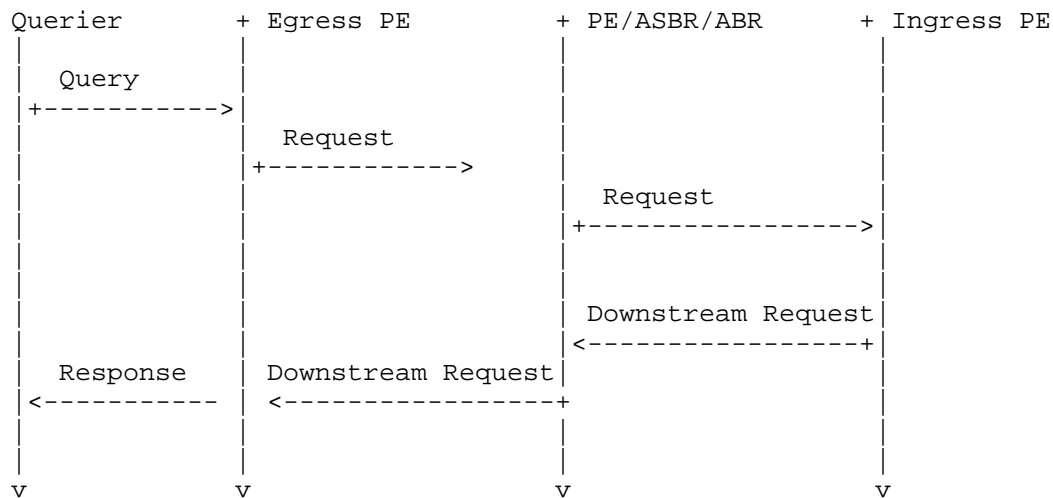 Querier + Egress PE + PE/ASBR/ABR + Ingress PE
Query
Request
Request
Downstream Request
Response Downstream Request
v v v v